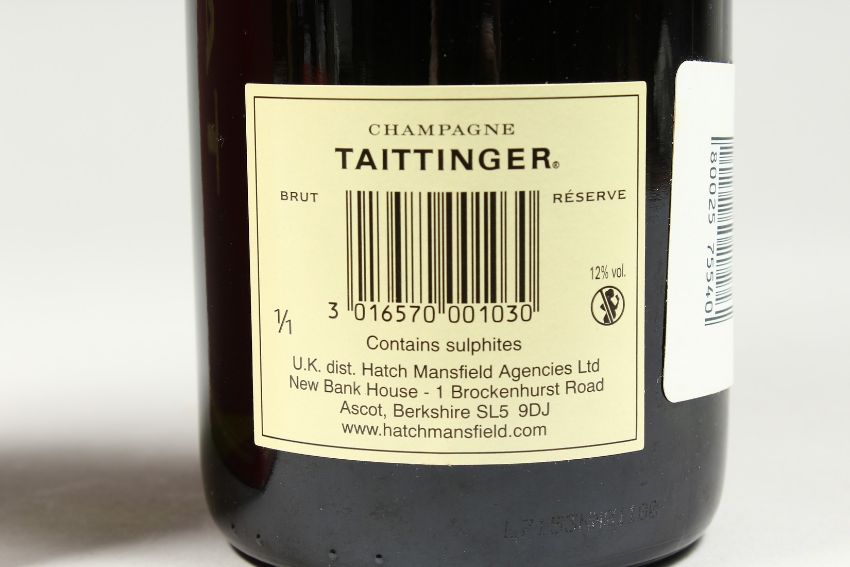 CHAMPAGNE
TAITTINGER®
BRUT
RÉSERVE
12% vol.
3 016570 001030
1/1
Contains sulphites
U.K. dist. Hatch Mansfield Agencies Ltd
New Bank House - 1 Brockenhurst Road
Ascot, Berkshire SL5 9DJ
www.hatchmansfield.com
80025 75540